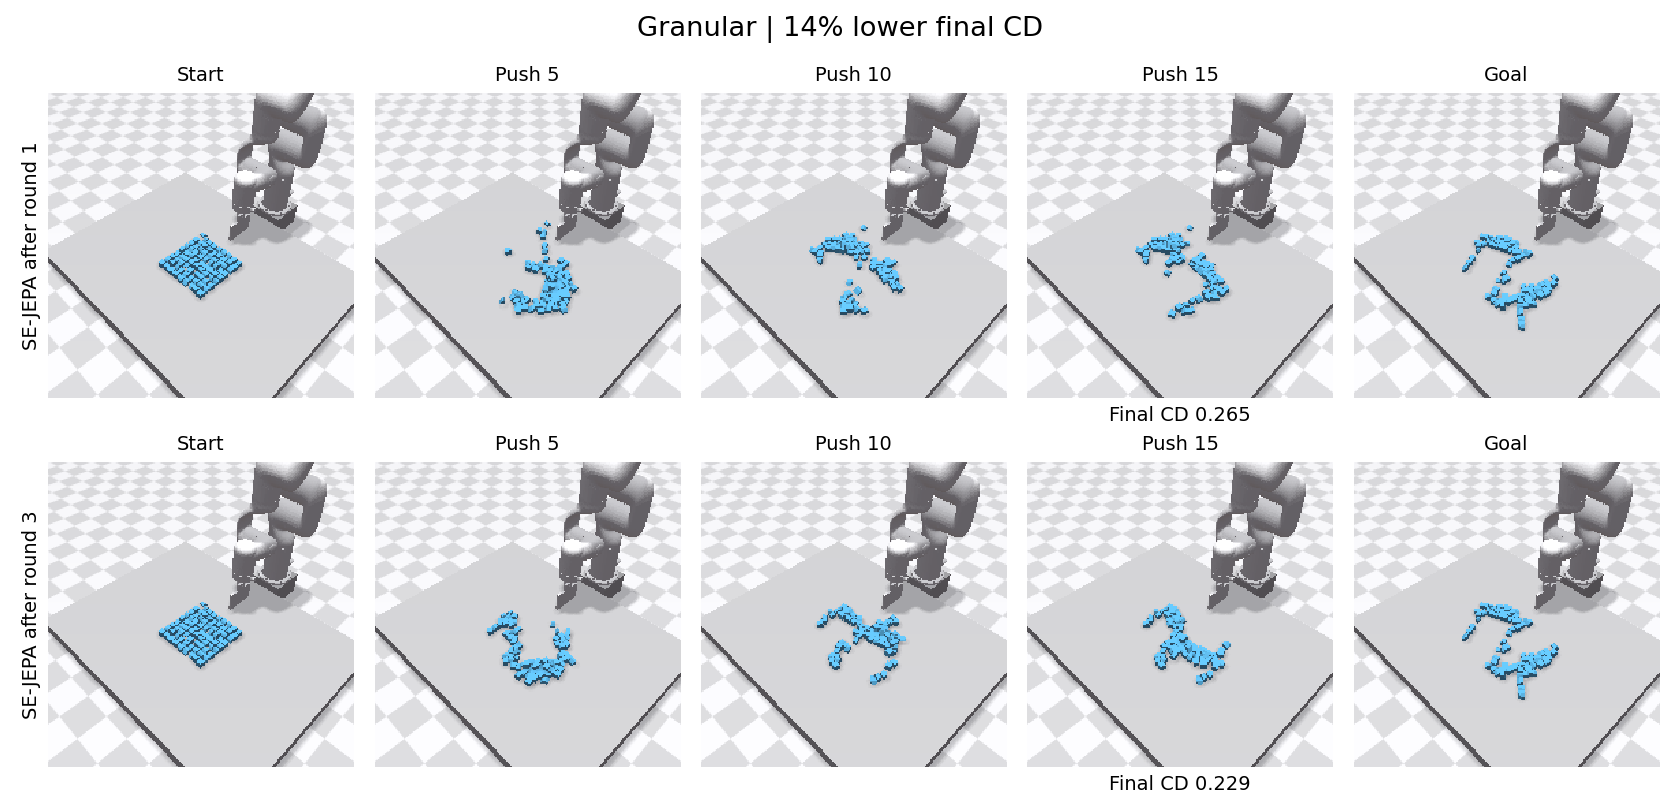 Granular | 14% lower final CD
Start
Push 5
Push 10
Push 15
Goal
SE-JEPA after round 1
Final CD 0.265
Start
Push 5
Push 10
Push 15
Goal
SE-JEPA after round 3
Final CD 0.229